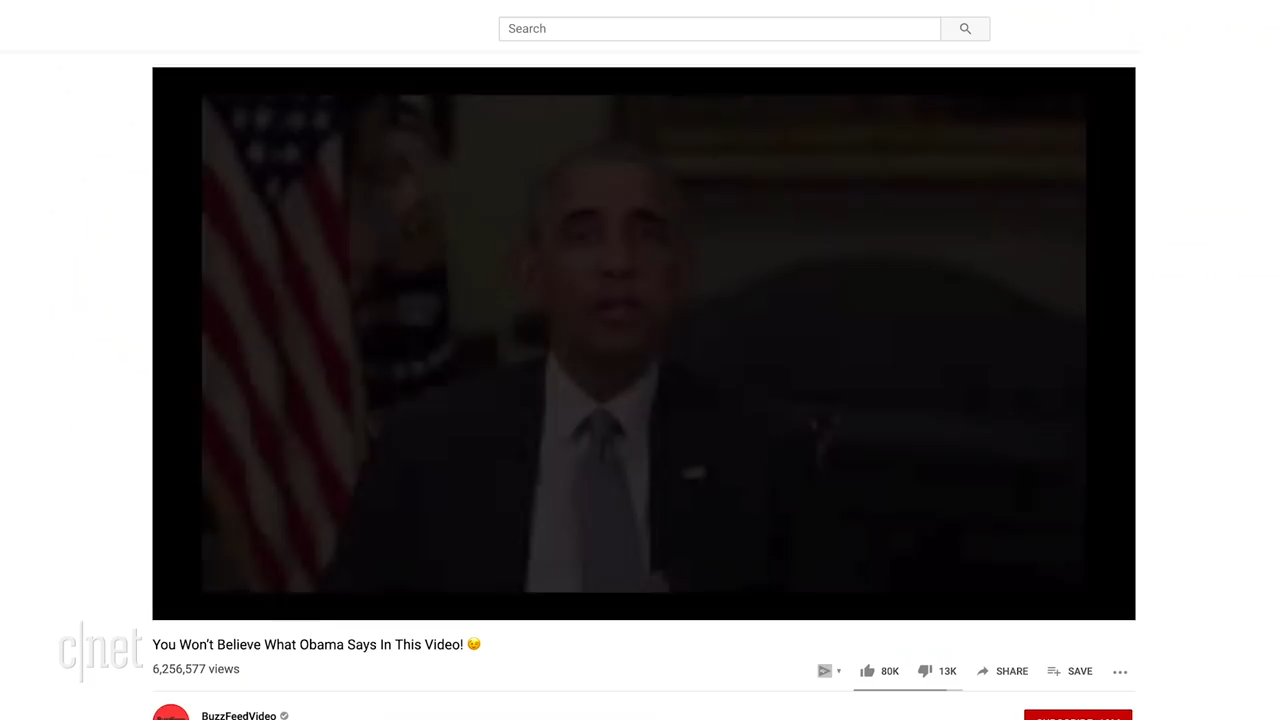 Search
You Won't Believe What Obama Says In This Video! 😉
6,256,577 views
80K
13K
SHARE
SAVE
c|net
BuzzFeedVideo